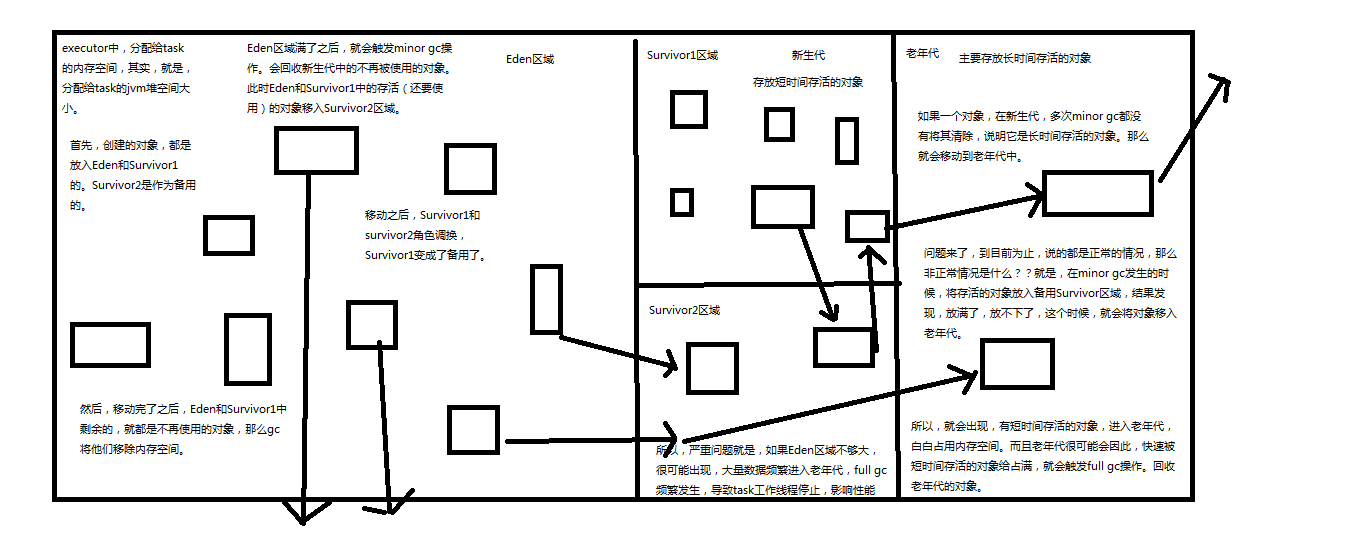 executor中，分配给task
的内存空间，其实，就是，
分配给task的jvm堆空间大
小。
首先，创建的对象，都是
放入Eden和Survivor1
的。Survivor2是作为备用
的。
Eden区域满了之后，就会触发minor gc操
作。会回收新生代中的不再被使用的对象。
此时Eden和Survivor1中的存活（还要使
用）的对象移入Survivor2区域。
Eden区域
移动之后，Survivor1和
survivor2角色调换，
Survivor1变成了备用了。
然后，移动完了之后，Eden和Survivor1中
剩余的，就都是不再使用的对象，那么gc
将他们移除内存空间。
Survivor1区域
新生代
存放短时间存活的对象
Survivor2区域
所以，严重问题就是，如果Eden区域不够大，
很可能出现，大量数据频繁进入老年代，full gc
频繁发生，导致task工作线程停止，影响性能
老年代
主要存放长时间存活的对象
如果一个对象，在新生代，多次minor gc都没
有将其清除，说明它是长时间存活的对象。那么
就会移动到老年代中。
问题来了，到目前为止，说的都是正常的情况，那么
非正常情况是什么？？就是，在minor gc发生的时
候，将存活的对象放入备用Survivor区域，结果发
现，放满了，放不下了，这个时候，就会将对象移入
老年代。
所以，就会出现，有短时间存活的对象，进入老年代，
白白占用内存空间。而且老年代很可能会因此，快速被
短时间存活的对象给占满，就会触发full gc操作。回收
老年代的对象。